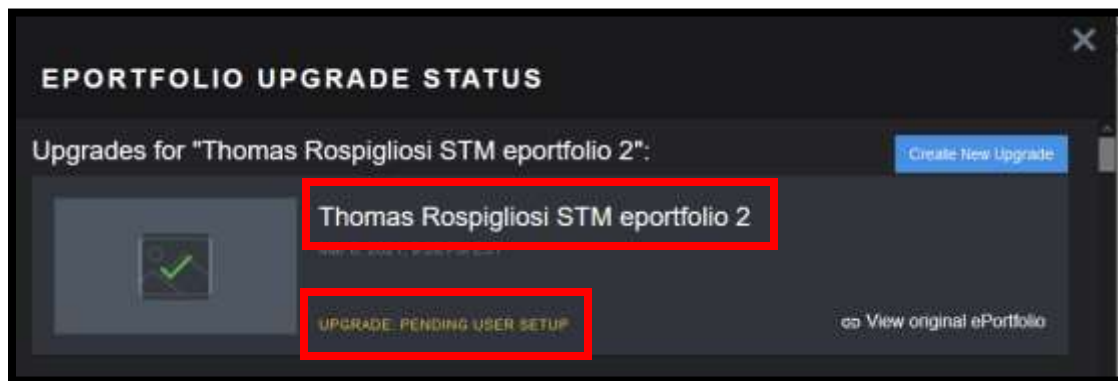 EPORTFOLIO UPGRADE STATUS
Upgrades for "Thomas Rospigliosi STM eportfolio 2":
Create New Upgrade
Thomas Rospigliosi STM eportfolio 2
UPGRADE: PENDING USER SETUP
View original ePortfolio